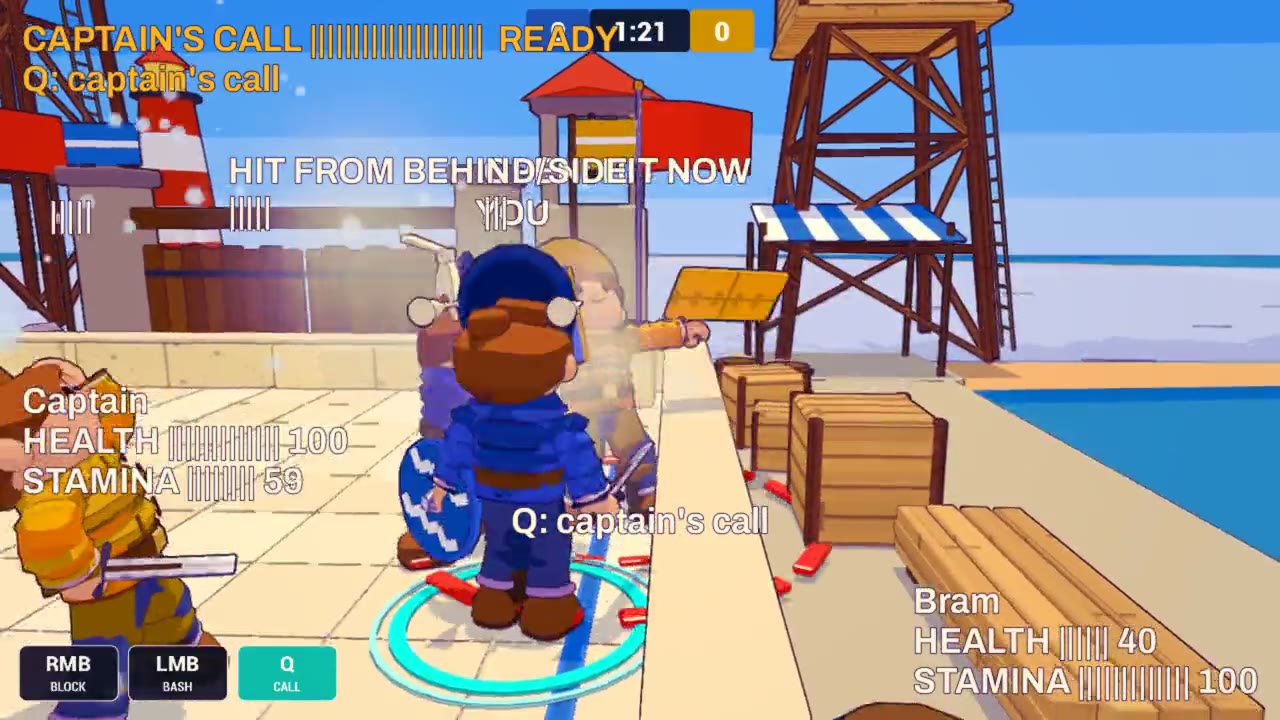 CAPTAIN'S CALL |||||||||||||||||||| READY
1:21
0
Q: captain's call
HIT FROM BEHIND/SIDE
IT NOW
YOU
Captain
HEALTH ||||||||||||| 100
STAMINA |||||||| 59
Q: captain's call
Bram
HEALTH |||||| 40
STAMINA ||||||||||||| 100
RMB
BLOCK
LMB
BASH
Q
CALL